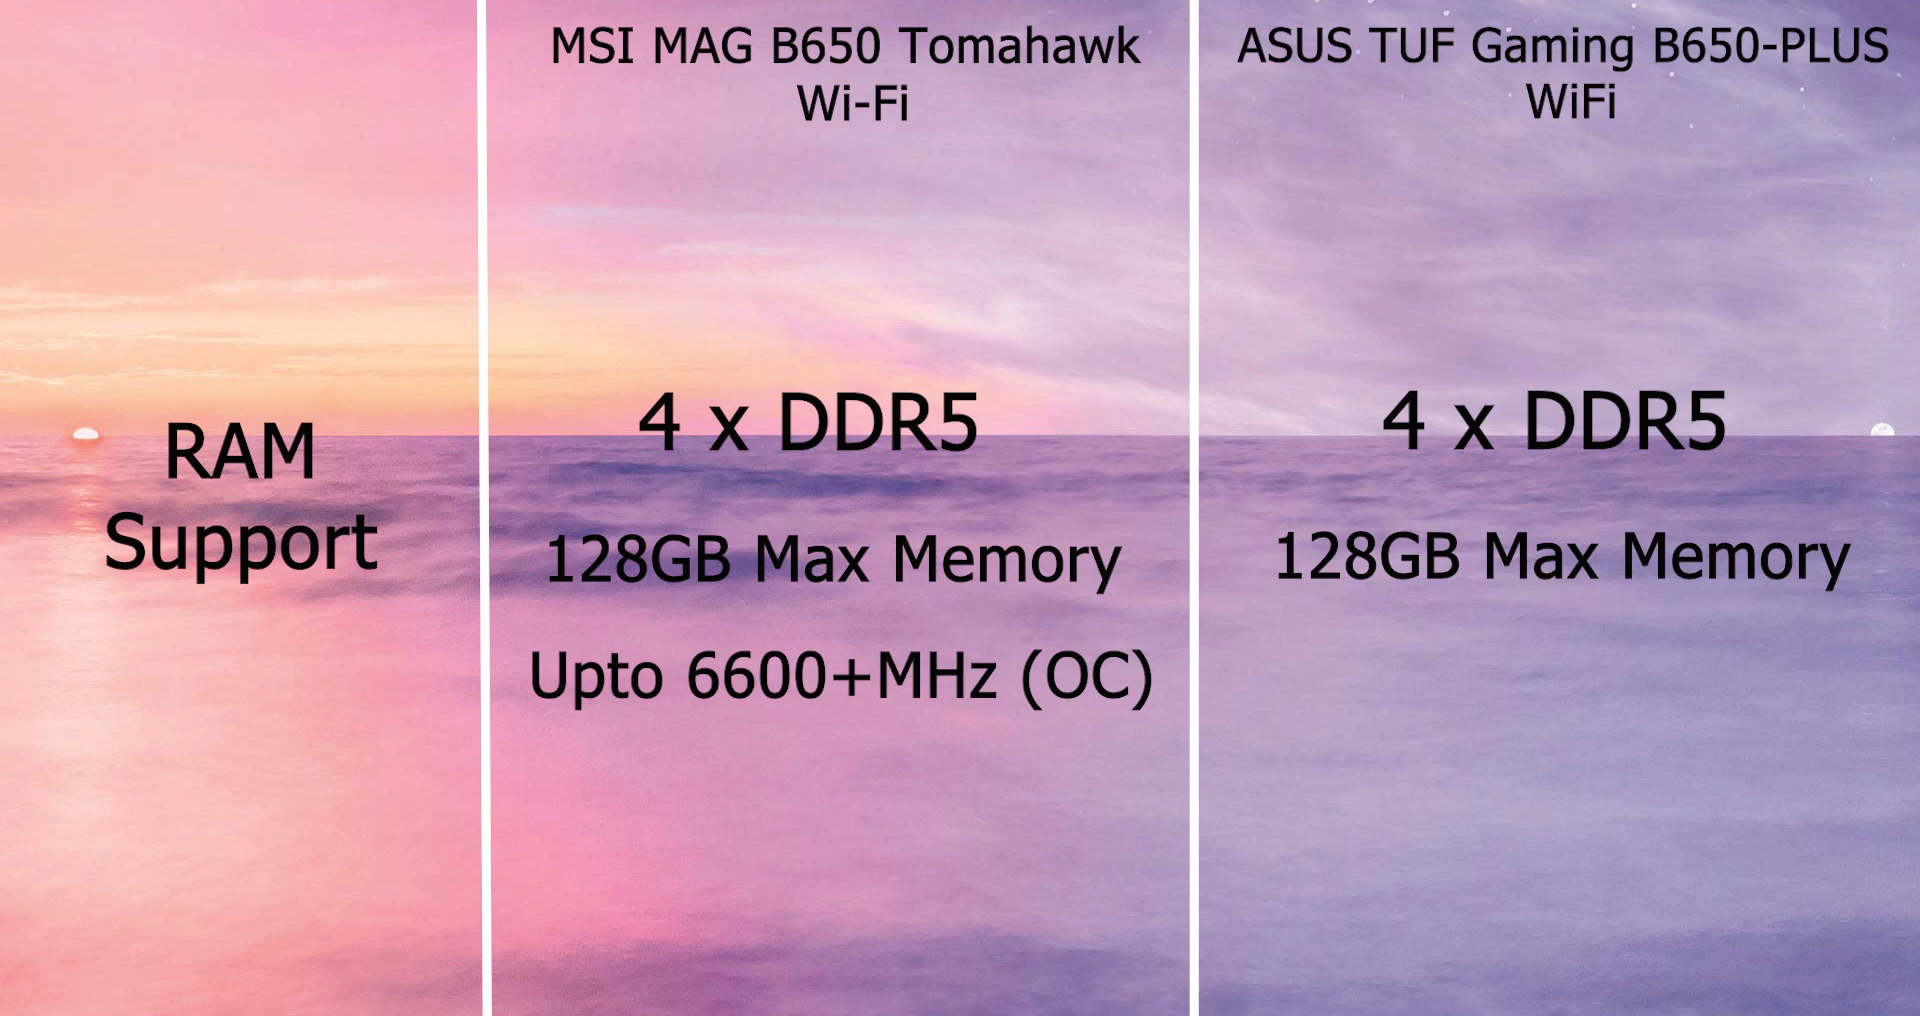 MSI MAG B650 Tomahawk
Wi-Fi
ASUS TUF Gaming B650-PLUS
WiFi
RAM
Support
4 x DDR5
128GB Max Memory
Upto 6600+MHz (OC)
4 x DDR5
128GB Max Memory